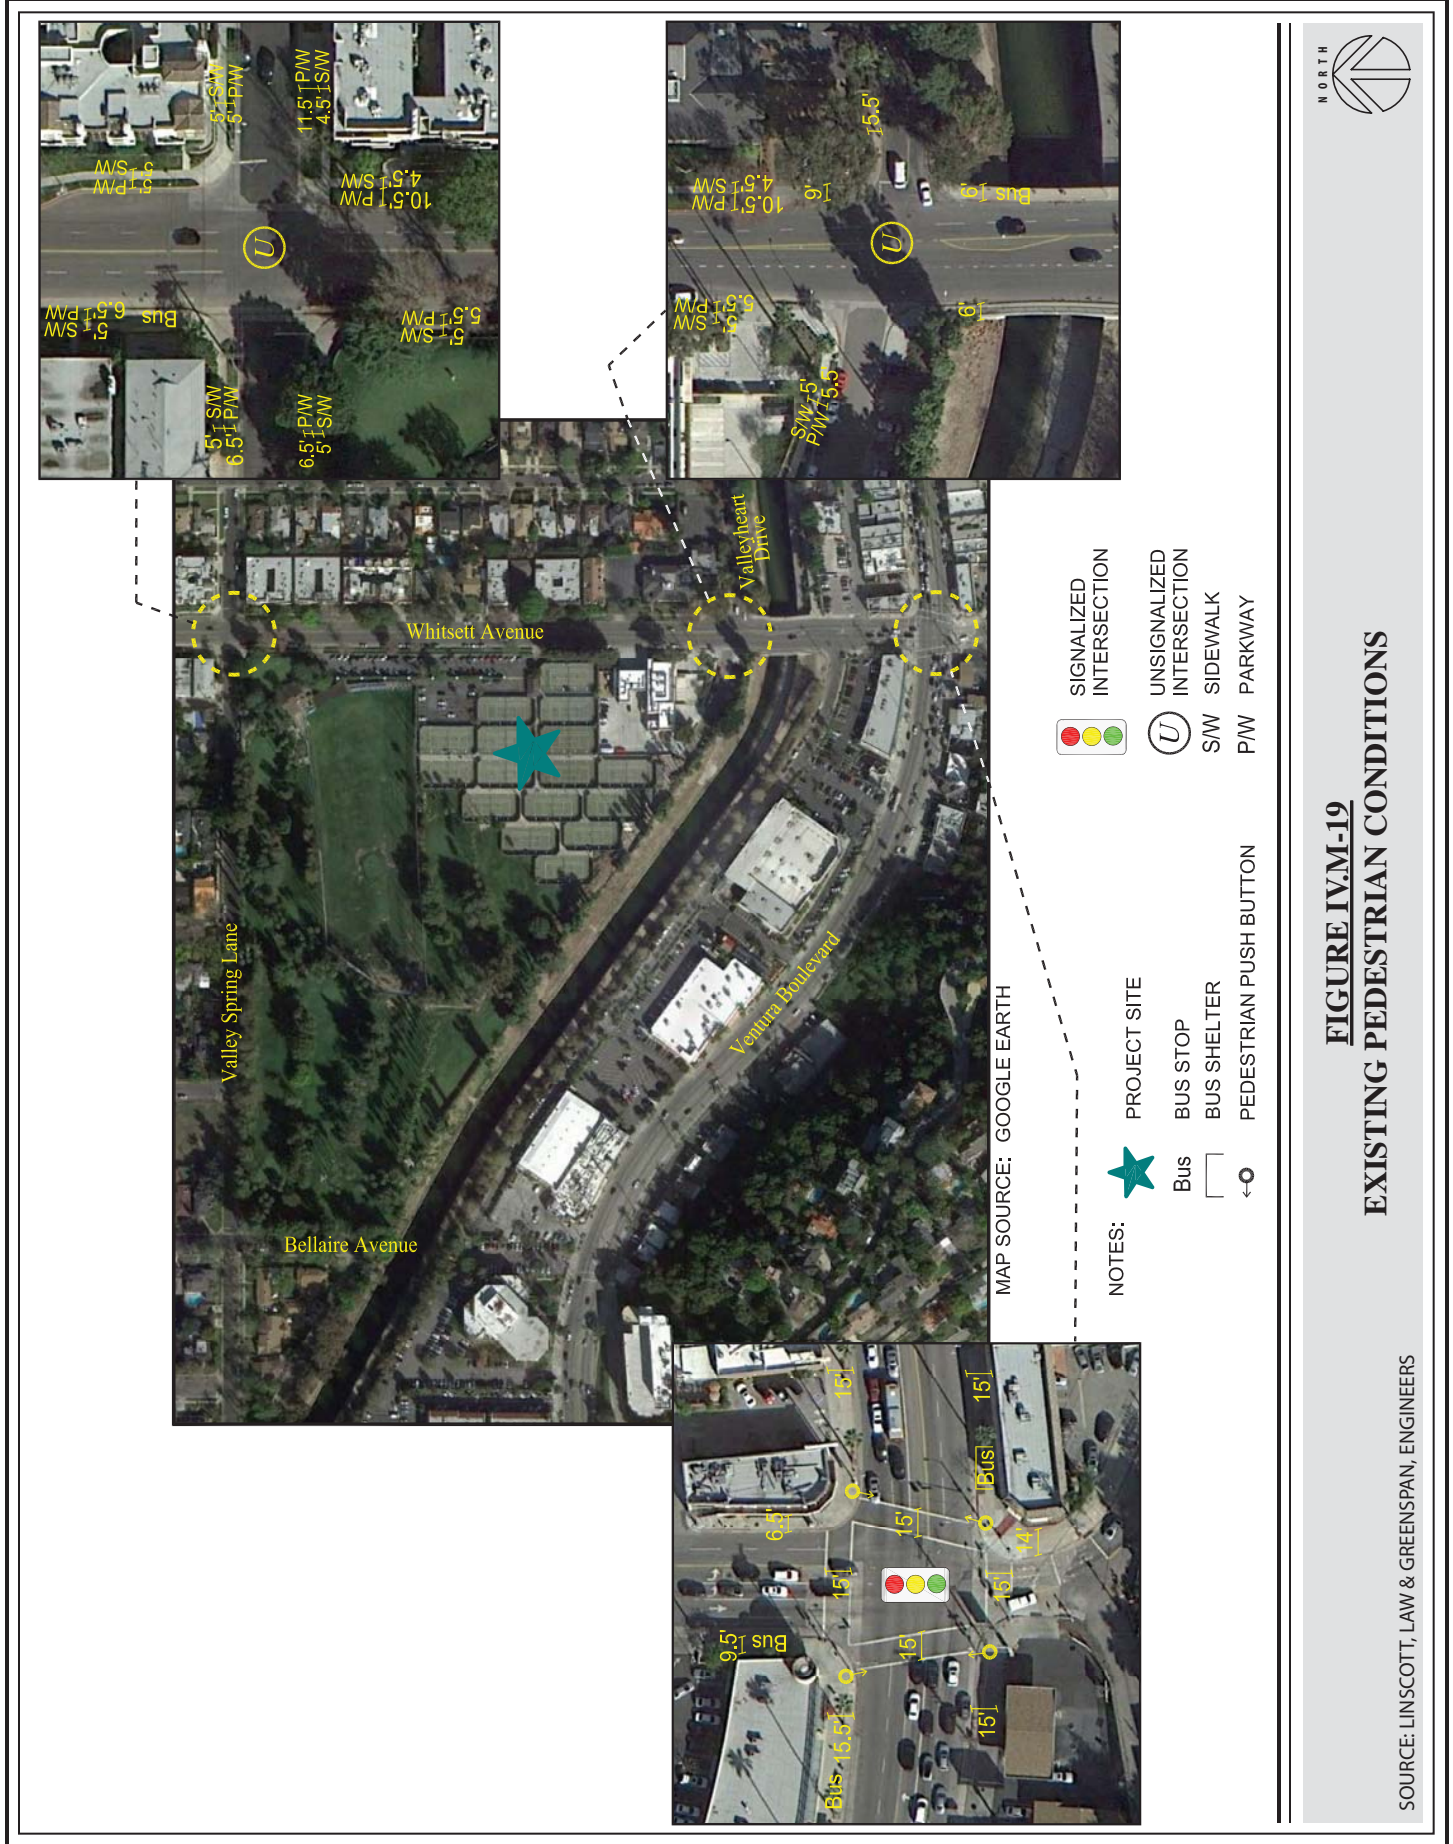 5' S/W
5' P/W
11.5' P/W
4.5' S/W
5' S/W
5' P/W
4.5' S/W
10.5' P/W
6.5' P/W
5' S/W
Bus
5.5' P/W
5' S/W
5' S/W
6.5' P/W
6.5' P/W
5' S/W
U
15.5'
4.5' S/W
10.5' P/W
9'
9'
Bus
U
5.5' P/W
5' S/W
9'
S/W 5'
P/W 5.5'
Valley Spring Lane
Whitsett Avenue
Valleyheart
Drive
Bellaire Avenue
Ventura Boulevard
9.5'
Bus
6.5'
15'
15'
15'
15'
15'
15'
15'
14'
Bus
Bus 15.5'
MAP SOURCE: GOOGLE EARTH
NOTES:
PROJECT SITE
Bus BUS STOP
BUS SHELTER
PEDESTRIAN PUSH BUTTON
SIGNALIZED
INTERSECTION
U UNSIGNALIZED
INTERSECTION
S/W SIDEWALK
P/W PARKWAY
NORTH
FIGURE IV.M-19
EXISTING PEDESTRIAN CONDITIONS
SOURCE: LINSCOTT, LAW & GREENSPAN, ENGINEERS